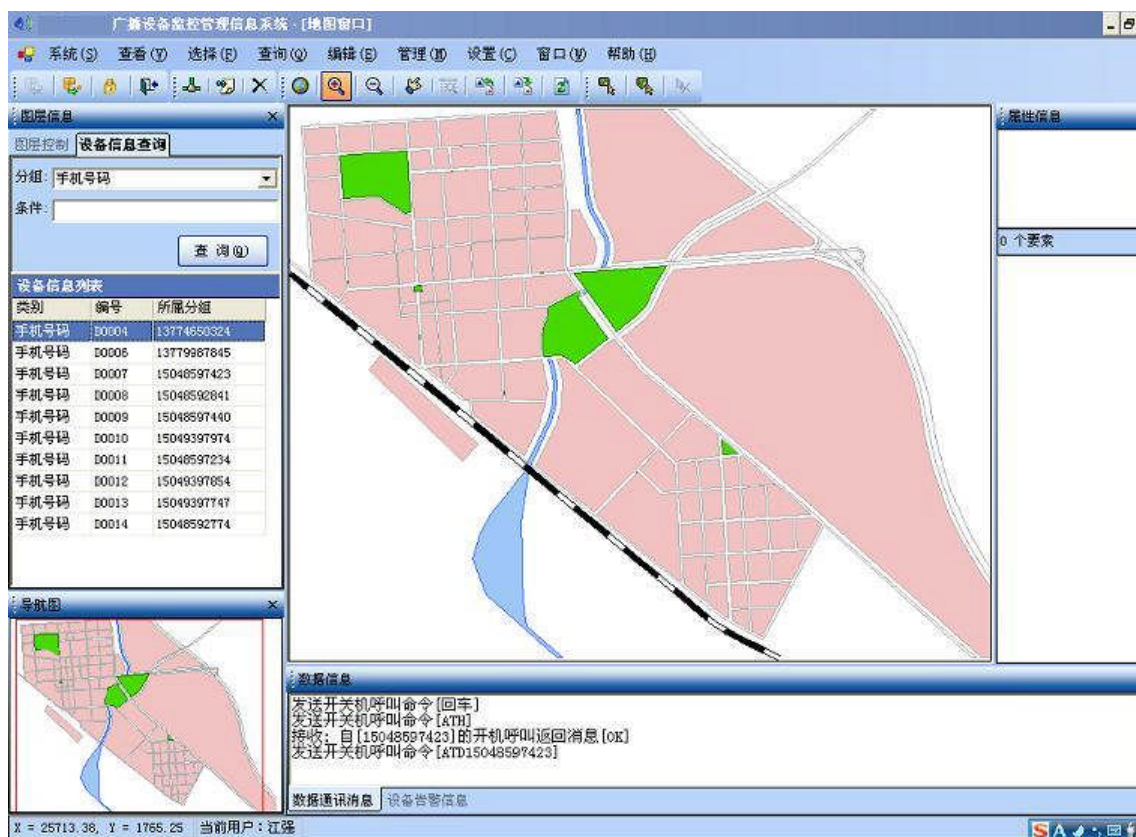 广播设备监控管理信息系统 - [地图窗口]
系统(S) 查看(Y) 选择(F) 查询(Q) 编辑(E) 管理(M) 设置(C) 窗口(W) 帮助(H)
图层信息
图层控制 设备信息查询
分组: 手机号码
条件:
查 询(Q)
设备信息列表
类别 编号 所属分组
手机号码 D0004 13774650324
手机号码 D0006 13779987845
手机号码 D0007 15048597423
手机号码 D0008 15048592841
手机号码 D0009 15048597440
手机号码 D0010 15049397974
手机号码 D0011 15048597234
手机号码 D0012 15049397854
手机号码 D0013 15049397747
手机号码 D0014 15048592774
导航图
属性信息
0 个要索
数据信息
发送开关机呼叫命令[回车]
发送开关机呼叫命令[ATH]
接收: 自[15048597423]的开机呼叫返回消息[OK]
发送开关机呼叫命令[ATD15048597423]
数据通讯消息 设备告警信息
X = 25713.38, Y = 1765.25 当前用户:江强
S A